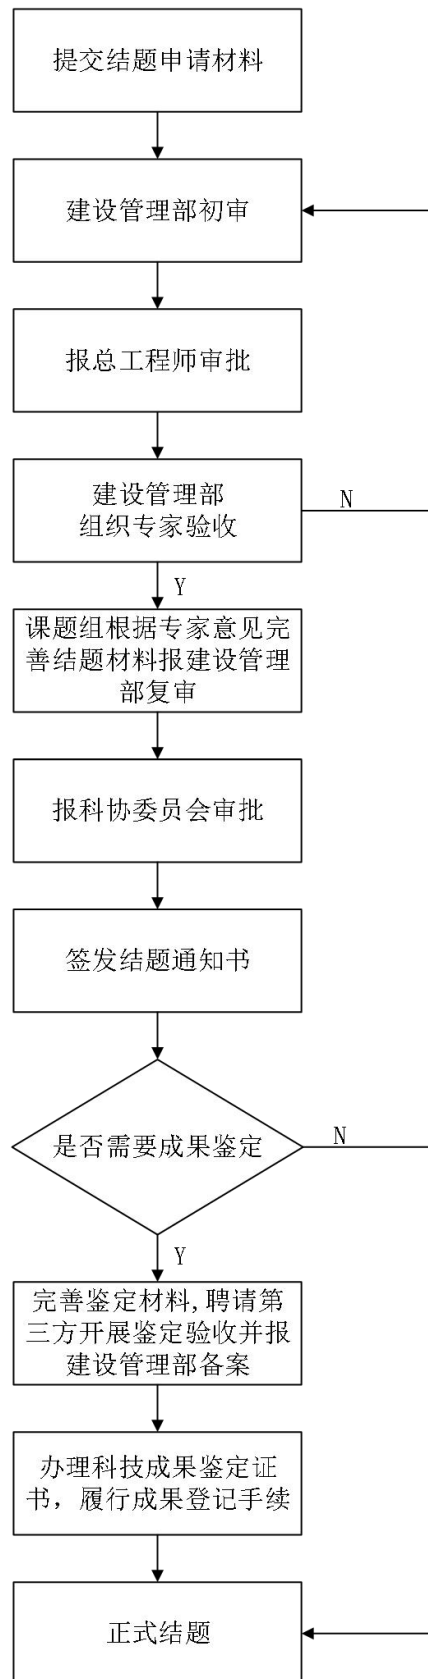 提交结题申请材料
建设管理部初审
报总工程师审批
建设管理部
组织专家验收
N
Y
课题组根据专家意见完
善结题材料报建设管理
部复审
报科协委员会审批
签发结题通知书
是否需要成果鉴定
N
Y
完善鉴定材料,聘请第
三方开展鉴定验收并报
建设管理部备案
办理科技成果鉴定证
书，履行成果登记手续
正式结题